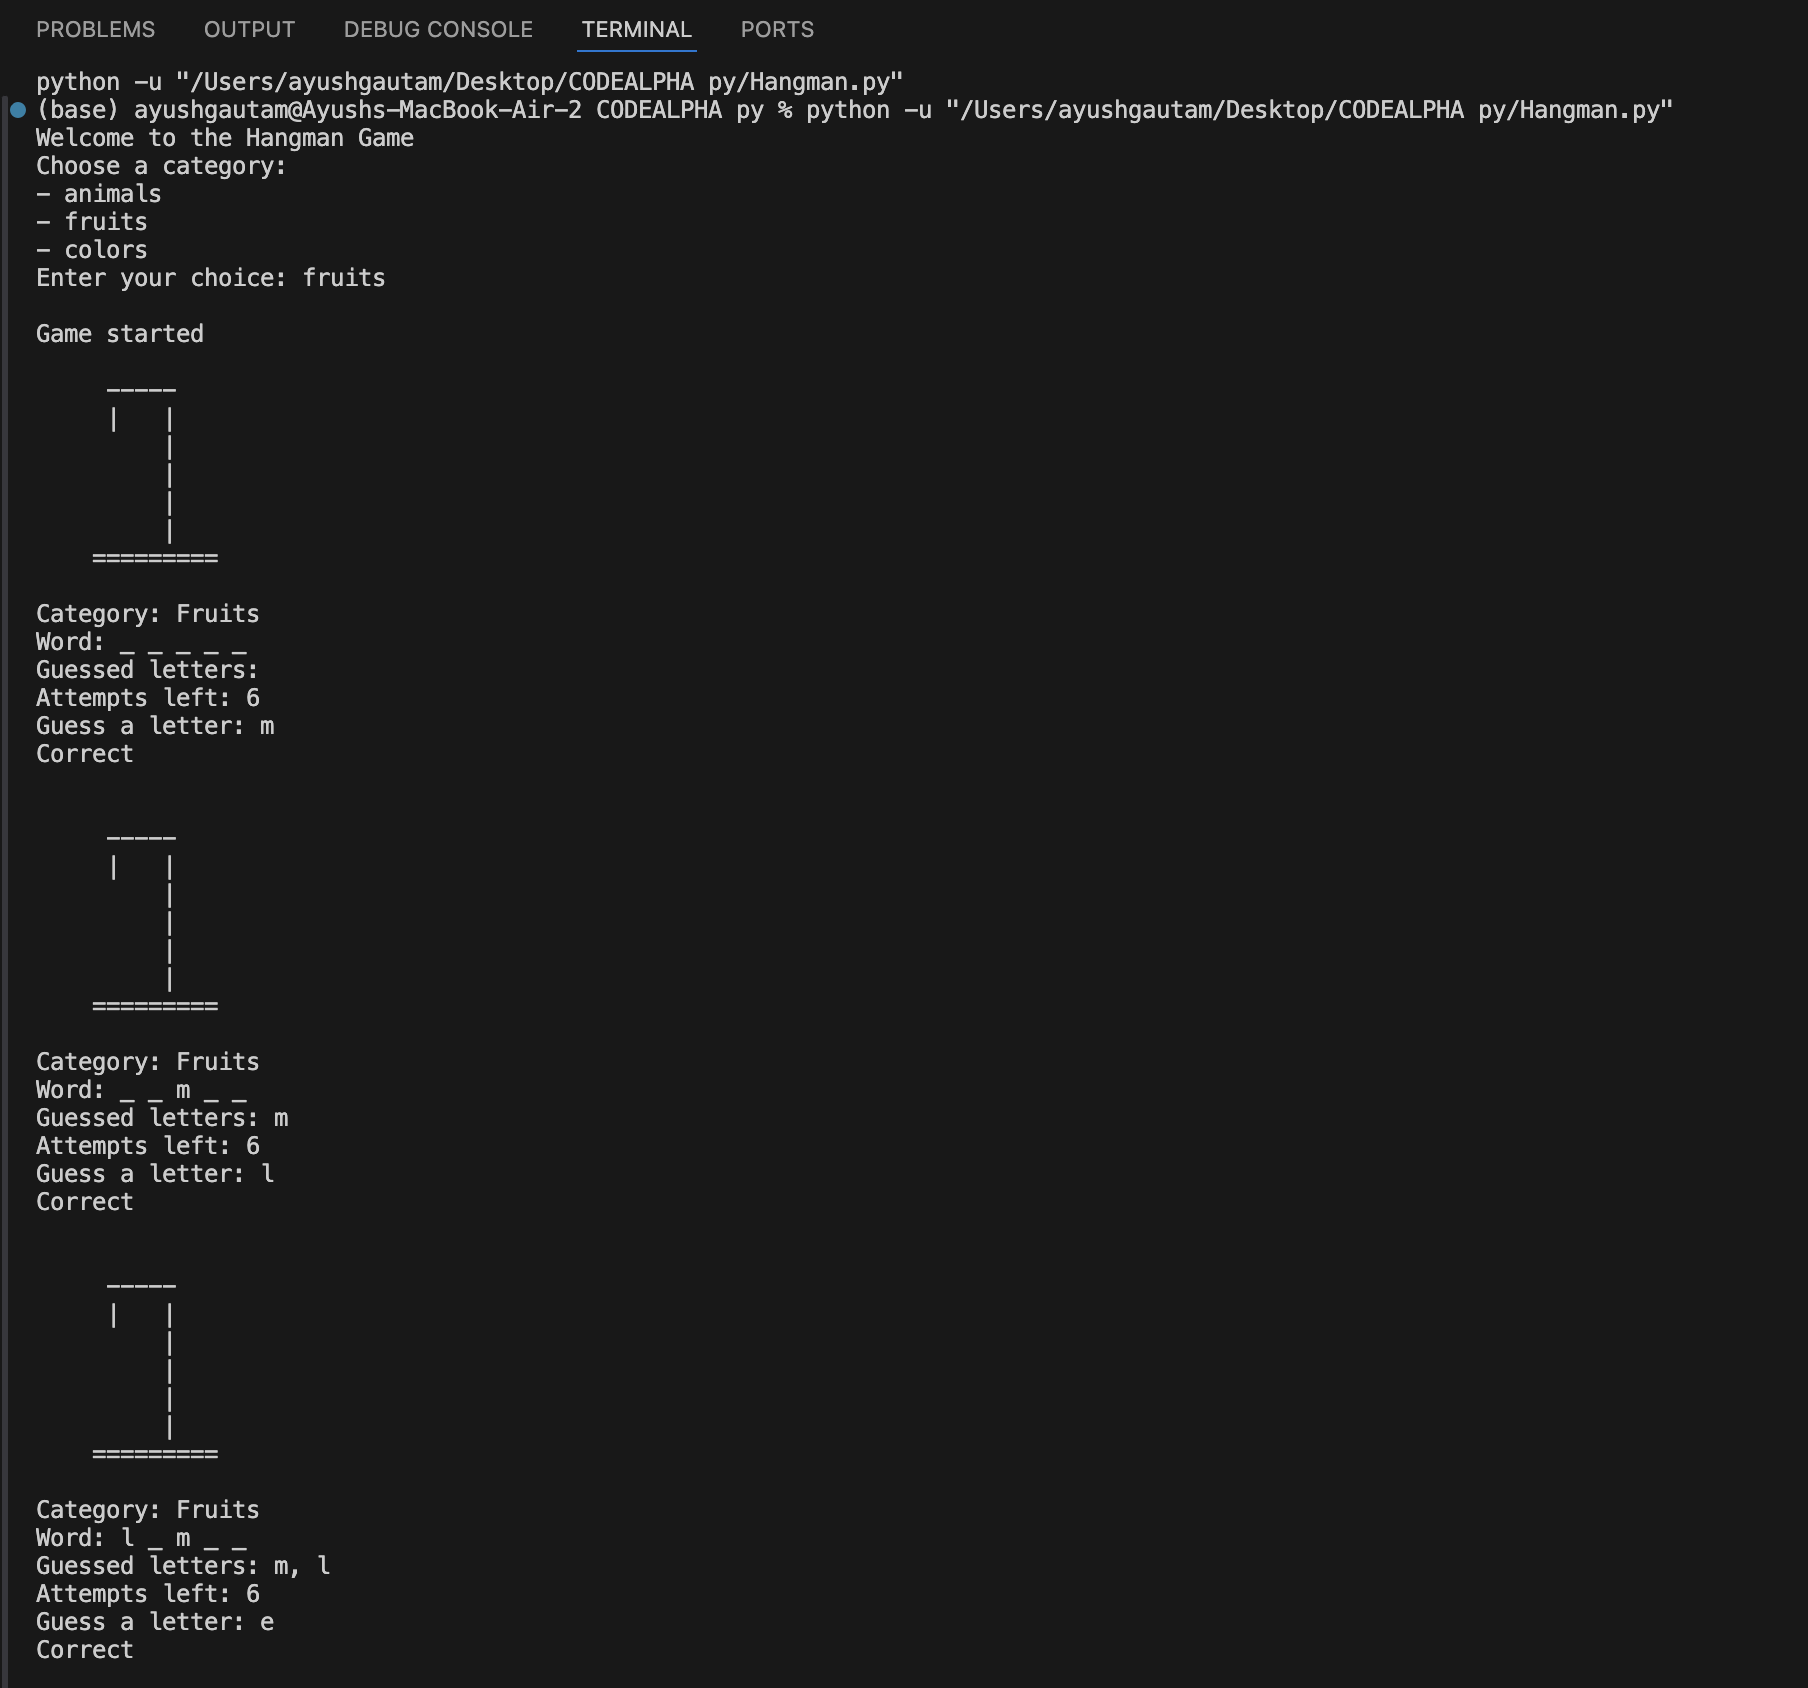 PROBLEMS OUTPUT DEBUG CONSOLE TERMINAL PORTS
python -u "/Users/ayushgautam/Desktop/CODEALPHA py/Hangman.py"
(base) ayushgautam@Ayushs-MacBook-Air-2 CODEALPHA py % python -u "/Users/ayushgautam/Desktop/CODEALPHA py/Hangman.py"
Welcome to the Hangman Game
Choose a category:
- animals
- fruits
- colors
Enter your choice: fruits

Game started

     -----
     |   |
         |
         |
         |
         |
    =========

Category: Fruits
Word: _ _ _ _ _
Guessed letters:
Attempts left: 6
Guess a letter: m
Correct


     -----
     |   |
         |
         |
         |
         |
    =========

Category: Fruits
Word: _ _ m _ _
Guessed letters: m
Attempts left: 6
Guess a letter: l
Correct


     -----
     |   |
         |
         |
         |
         |
    =========

Category: Fruits
Word: l _ m _ _
Guessed letters: m, l
Attempts left: 6
Guess a letter: e
Correct